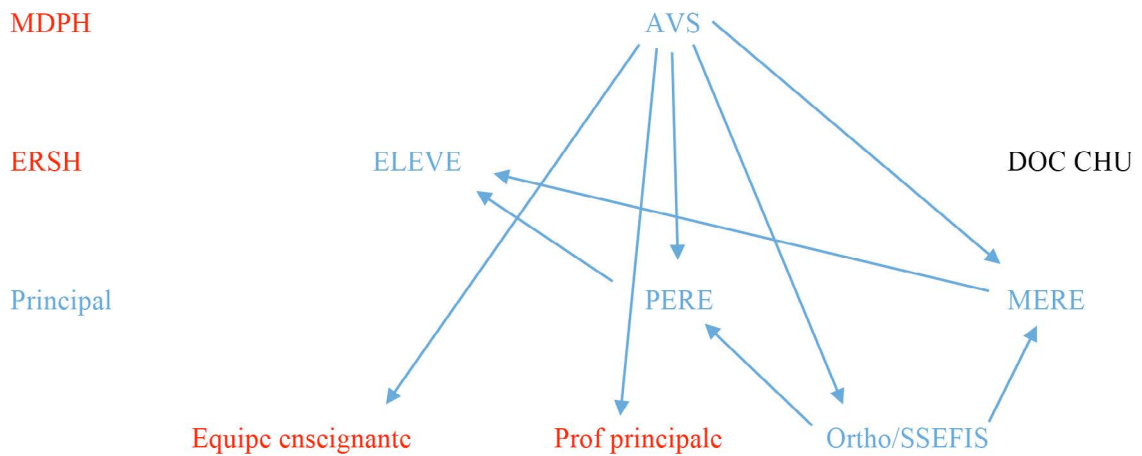 MDPH AVS
ERSH ELEVE DOC CHU
Principal PERE MERE
Equipe enseignante Prof principale Ortho/SSEFIS